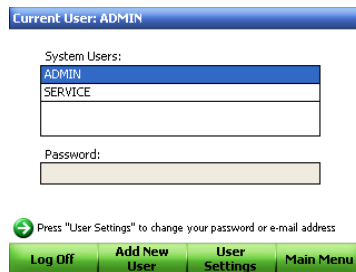 Current User: ADMIN
System Users:
ADMIN
SERVICE
Password:
Press "User Settings" to change your password or e-mail address
Log Off
Add New
User
User
Settings
Main Menu